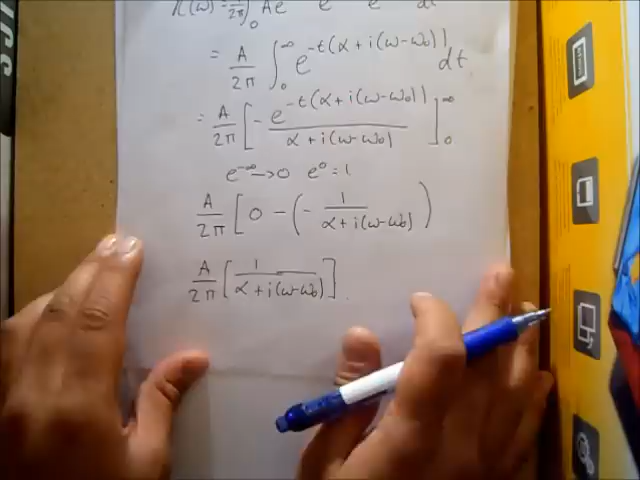 = A/2π ∫₀^∞ e^{-t(α+i(ω-ω₀))} dt
= A/2π [ - e^{-t(α+i(ω-ω₀))} / α+i(ω-ω₀) ]₀^∞
e^{-∞} → 0 e⁰ = 1
A/2π [ 0 - ( - 1 / α+i(ω-ω₀) )
A/2π [ 1 / α+i(ω-ω₀) ]